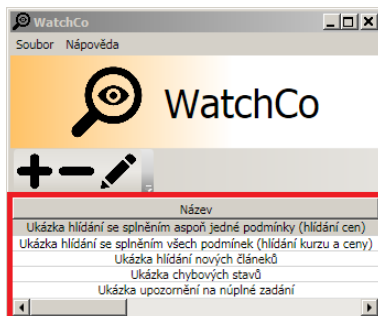 WatchCo
Soubor Nápověda
WatchCo
Název
Ukázka hlídání se splněním aspoň jedné podmínky (hlídání cen)
Ukázka hlídání se splněním všech podmínek (hlídání kurzu a ceny)
Ukázka hlídání nových článeků
Ukázka chybových stavů
Ukázka upozornění na núplné zadání